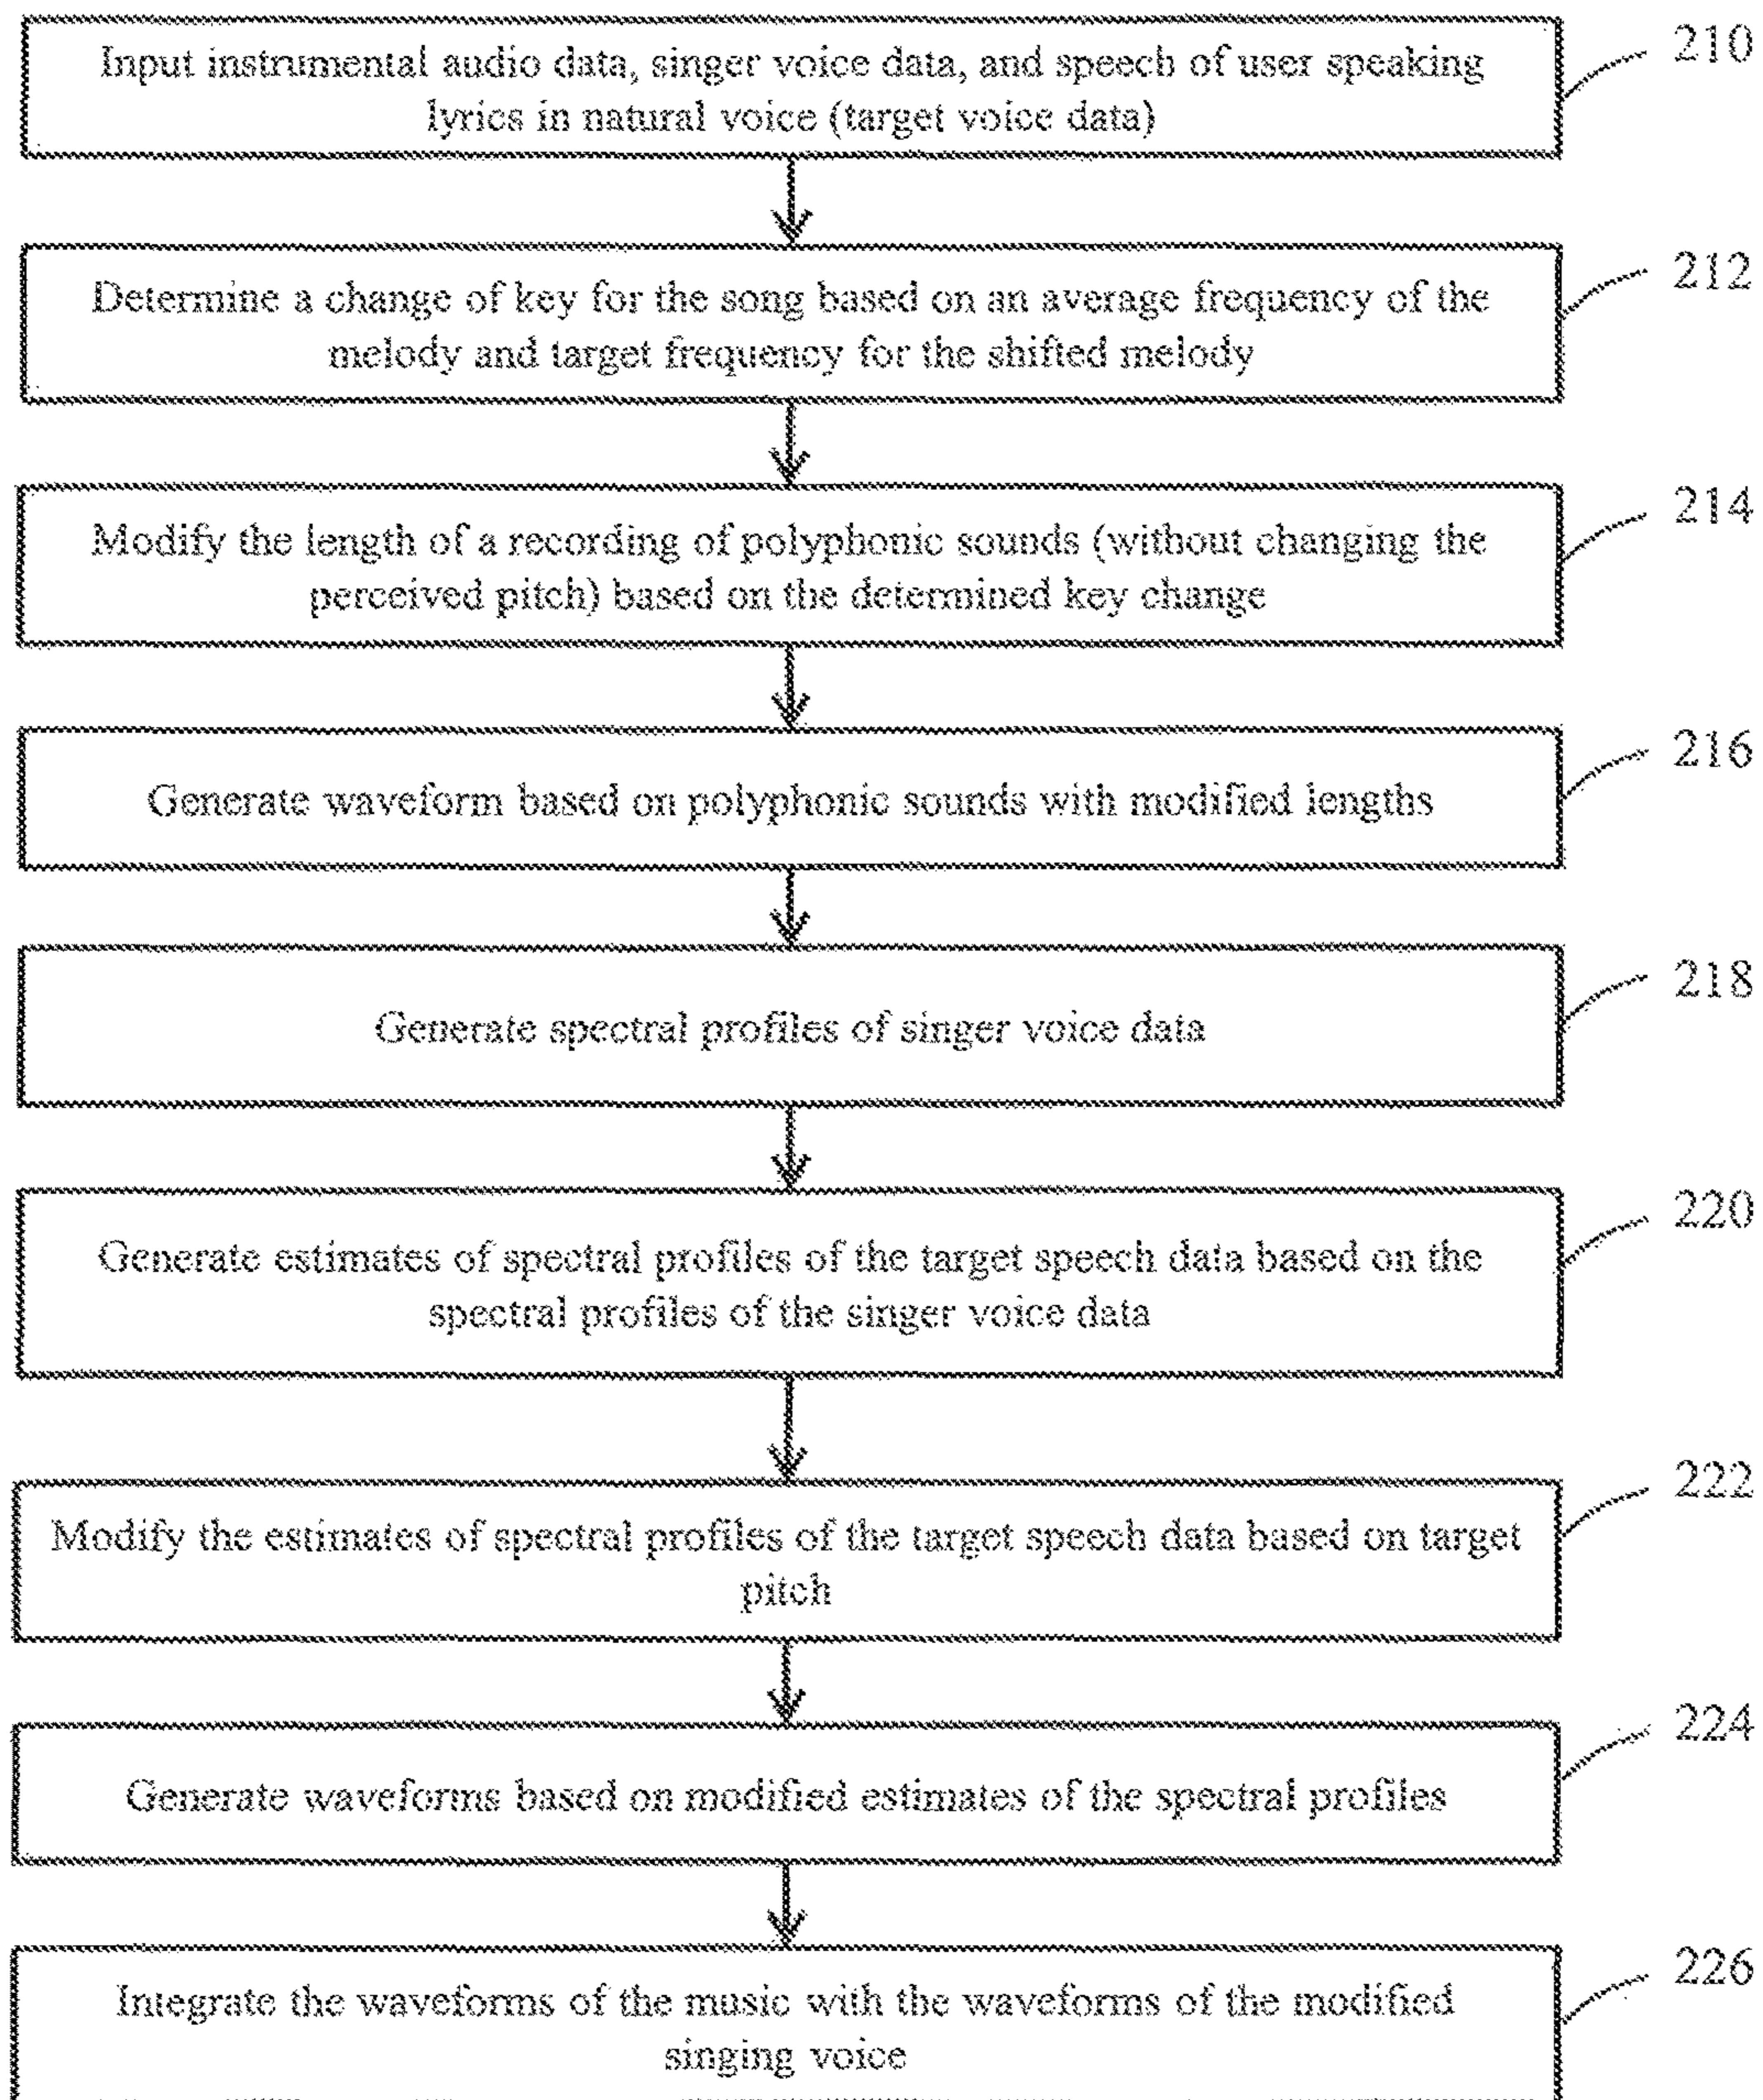 Input instrumental audio data, singer voice data, and speech of user speaking
lyrics in natural voice (target voice data)
210
Determine a change of key for the song based on an average frequency of the
melody and target frequency for the shifted melody
212
Modify the length of a recording of polyphonic sounds (without changing the
perceived pitch) based on the determined key change
214
Generate waveform based on polyphonic sounds with modified lengths
216
Generate spectral profiles of singer voice data
218
Generate estimates of spectral profiles of the target speech data based on the
spectral profiles of the singer voice data
220
Modify the estimates of spectral profiles of the target speech data based on target
pitch
222
Generate waveforms based on modified estimates of the spectral profiles
224
Integrate the waveforms of the music with the waveforms of the modified
singing voice
226